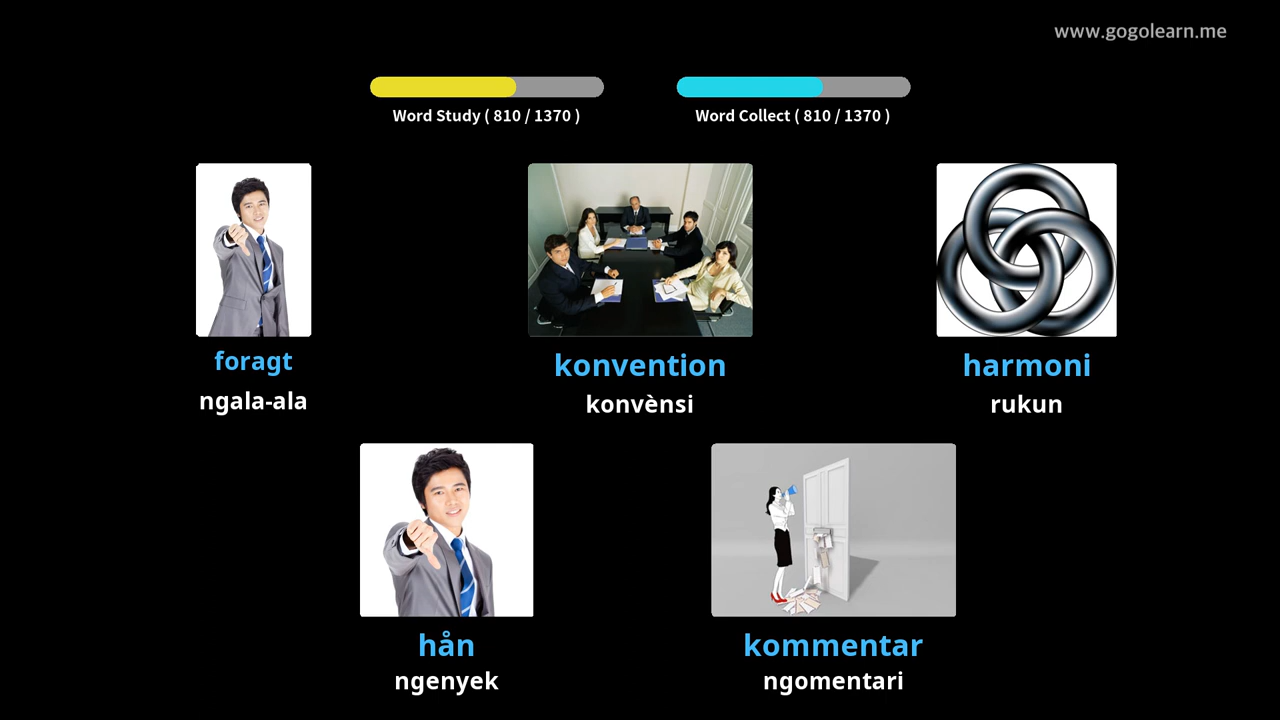 www.gogolearn.me
Word Study ( 810 / 1370 )
Word Collect ( 810 / 1370 )
foragt
ngala-ala
konvention
konvènsi
harmoni
rukun
hån
ngenyek
kommentar
ngomentari